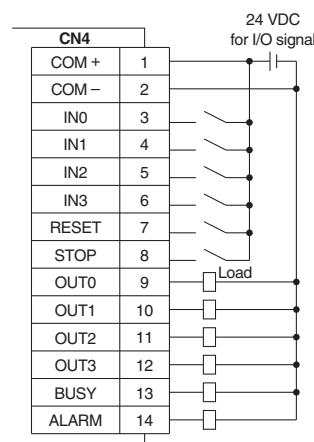 24 VDC
for I/O signal
CN4
COM + 1
COM – 2
IN0 3
IN1 4
IN2 5
IN3 6
RESET 7
STOP 8
OUT0 9 Load
OUT1 10
OUT2 11
OUT3 12
BUSY 13
ALARM 14